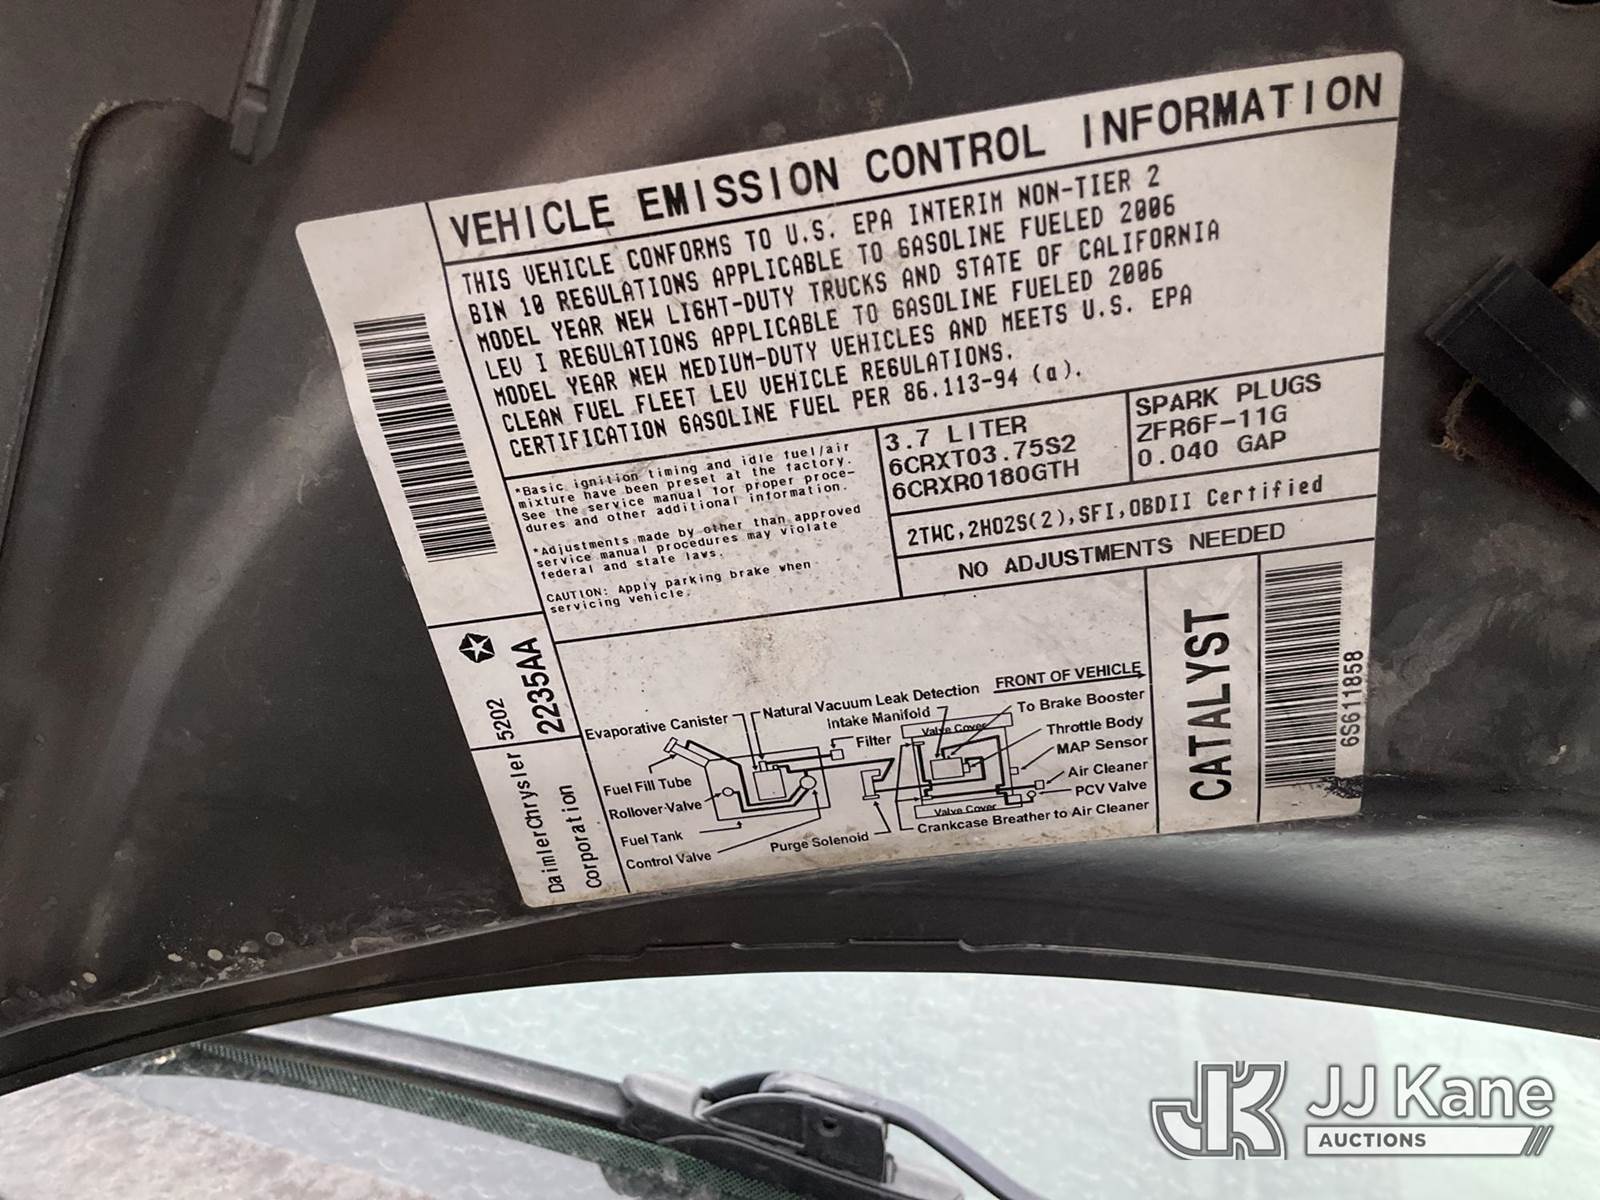 VEHICLE EMISSION CONTROL INFORMATION
THIS VEHICLE CONFORMS TO U.S. EPA INTERIM NON-TIER 2
BIN 10 REGULATIONS APPLICABLE TO GASOLINE FUELED 2006
MODEL YEAR NEW LIGHT-DUTY TRUCKS AND STATE OF CALIFORNIA
LEV I REGULATIONS APPLICABLE TO GASOLINE FUELED 2006
MODEL YEAR NEW MEDIUM-DUTY VEHICLES AND MEETS U.S. EPA
CLEAN FUEL FLEET LEV VEHICLE REGULATIONS.
CERTIFICATION GASOLINE FUEL PER 86.113-94 (a).
*Basic ignition timing and idle fuel/air
mixture have been preset at the factory.
See the service manual for proper proce-
dures and other additional information.
*Adjustments made by other than approved
service manual procedures may violate
federal and state laws.
CAUTION: Apply parking brake when
servicing vehicle.
3.7 LITER
6CRXT03.75S2
6CRXR0180GTH
SPARK PLUGS
ZFR6F-11G
0.040 GAP
2TWC,2HO2S(2),SFI,OBDII Certified
NO ADJUSTMENTS NEEDED
DaimlerChrysler
Corporation
5202
2235AA
FRONT OF VEHICLE
Evaporative Canister
Natural Vacuum Leak Detection
Intake Manifold
To Brake Booster
Filter
Valve Cover
Throttle Body
MAP Sensor
Fuel Fill Tube
Air Cleaner
Rollover Valve
PCV Valve
Valve Cover
Fuel Tank
Crankcase Breather to Air Cleaner
Purge Solenoid
Control Valve
CATALYST
6S611858
JK JJ Kane
AUCTIONS